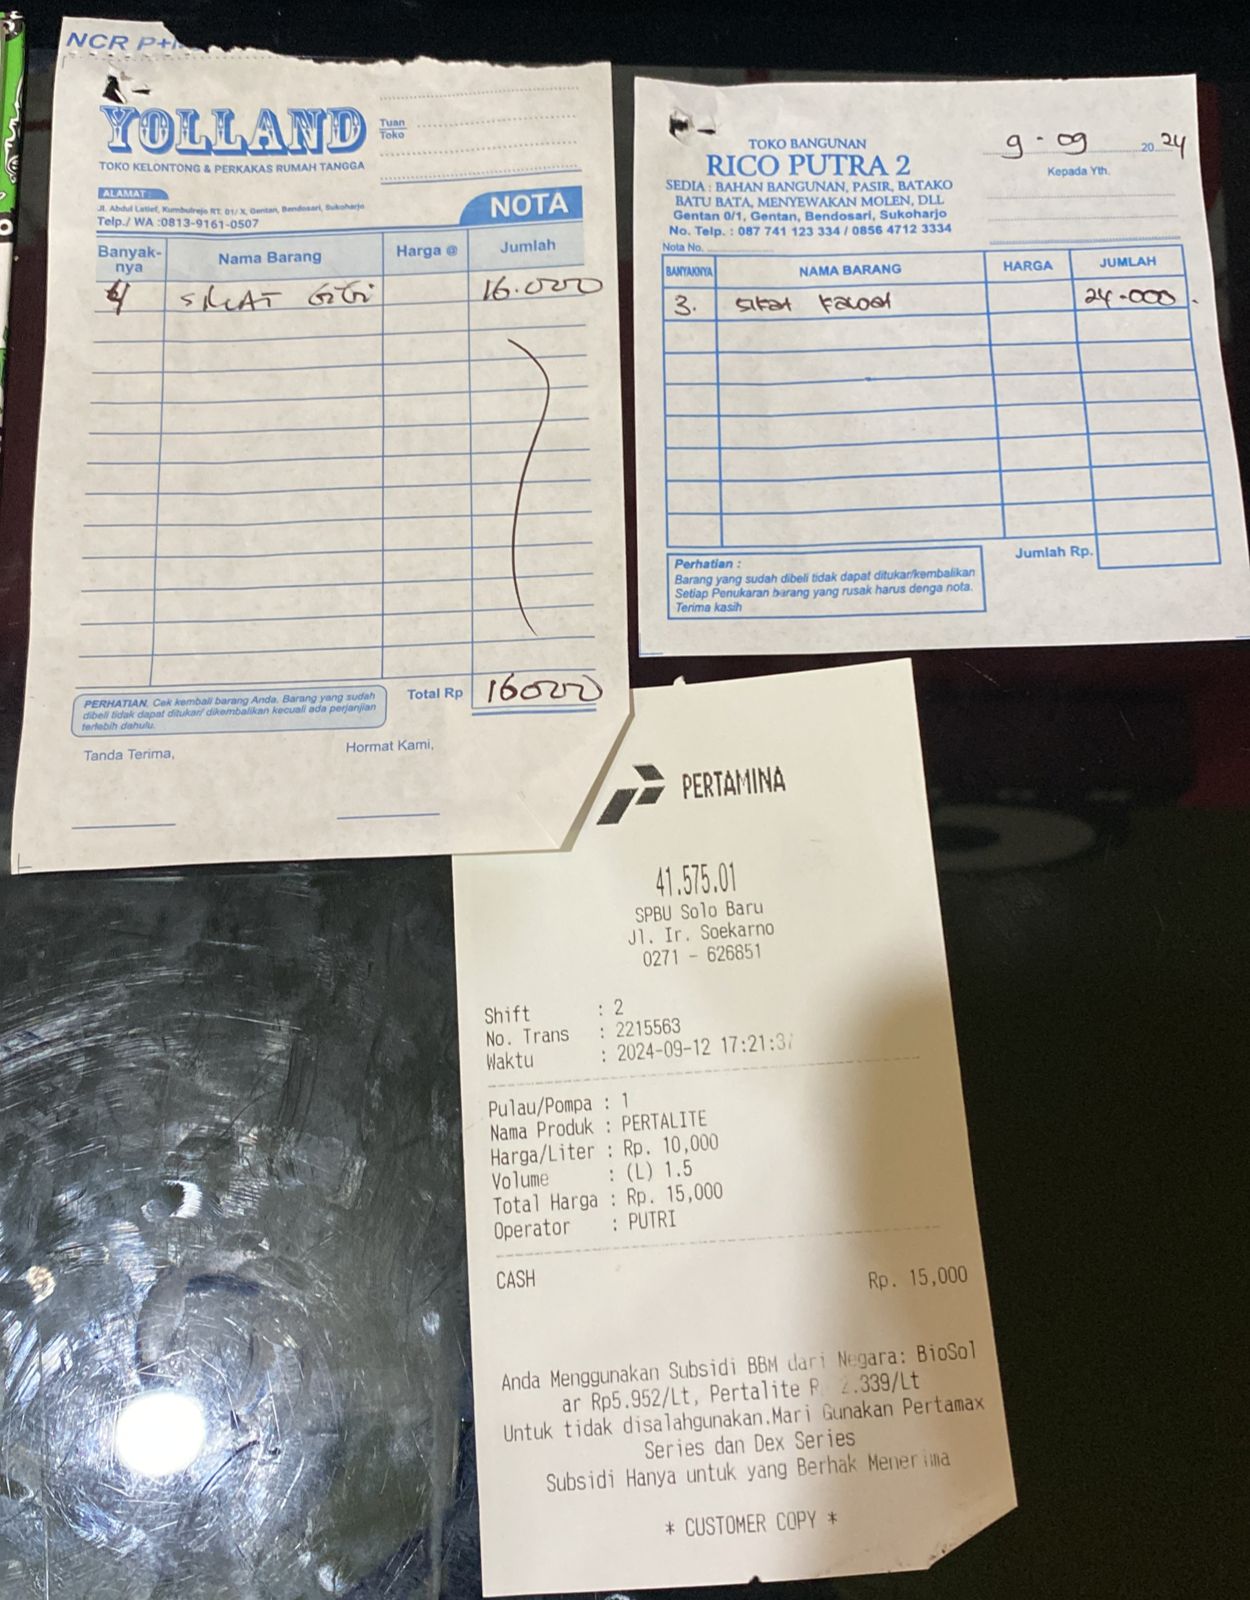 NCR
YOLLAND
TOKO KELONTONG & PERKAKAS RUMAH TANGGA
Tuan
Toko
ALAMAT :
Jl. Abdul Latief, Kumbulrejo RT. 01/ X, Gentan, Bendosari, Sukoharjo
Telp./ WA :0813-9161-0507
NOTA
Banyak-nya Nama Barang Harga @ Jumlah
4 SIKAT GIGI 16.000
Total Rp 16000
PERHATIAN. Cek kembali barang Anda. Barang yang sudah
dibeli tidak dapat ditukar/ dikembalikan kecuali ada perjanjian
terlebih dahulu.
Tanda Terima,
Hormat Kami,
TOKO BANGUNAN
RICO PUTRA 2
SEDIA : BAHAN BANGUNAN, PASIR, BATAKO
BATU BATA, MENYEWAKAN MOLEN, DLL
Gentan 0/1, Gentan, Bendosari, Sukoharjo
No. Telp. : 087 741 123 334 / 0856 4712 3334
9 - 09 20 24
Kepada Yth.
Nota No.
BANYAKNYA NAMA BARANG HARGA JUMLAH
3. sikat kawat 24.000
Jumlah Rp.
Perhatian :
Barang yang sudah dibeli tidak dapat ditukar/kembalikan
Setiap Penukaran barang yang rusak harus denga nota.
Terima kasih
PERTAMINA
41.575.01
SPBU Solo Baru
Jl. Ir. Soekarno
0271 - 626851
Shift : 2
No. Trans : 2215563
Waktu : 2024-09-12 17:21:37
Pulau/Pompa : 1
Nama Produk : PERTALITE
Harga/Liter : Rp. 10,000
Volume : (L) 1.5
Total Harga : Rp. 15,000
Operator : PUTRI
CASH Rp. 15,000
Anda Menggunakan Subsidi BBM dari Negara: BioSol
ar Rp5.952/Lt, Pertalite 2.339/Lt
Untuk tidak disalahgunakan.Mari Gunakan Pertamax
Series dan Dex Series
Subsidi Hanya untuk yang Berhak Menerima
* CUSTOMER COPY *